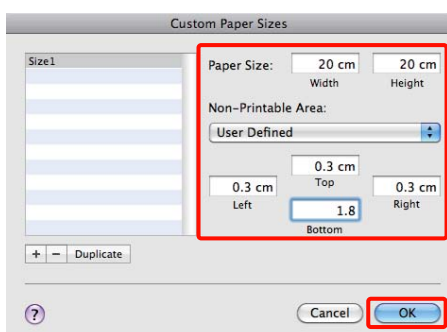 Custom Paper Sizes
Size1
Paper Size: 20 cm 20 cm
Width Height
Non-Printable Area:
User Defined
0.3 cm
Top
0.3 cm 0.3 cm
Left Right
1.8
Bottom
+ − Duplicate
? Cancel OK